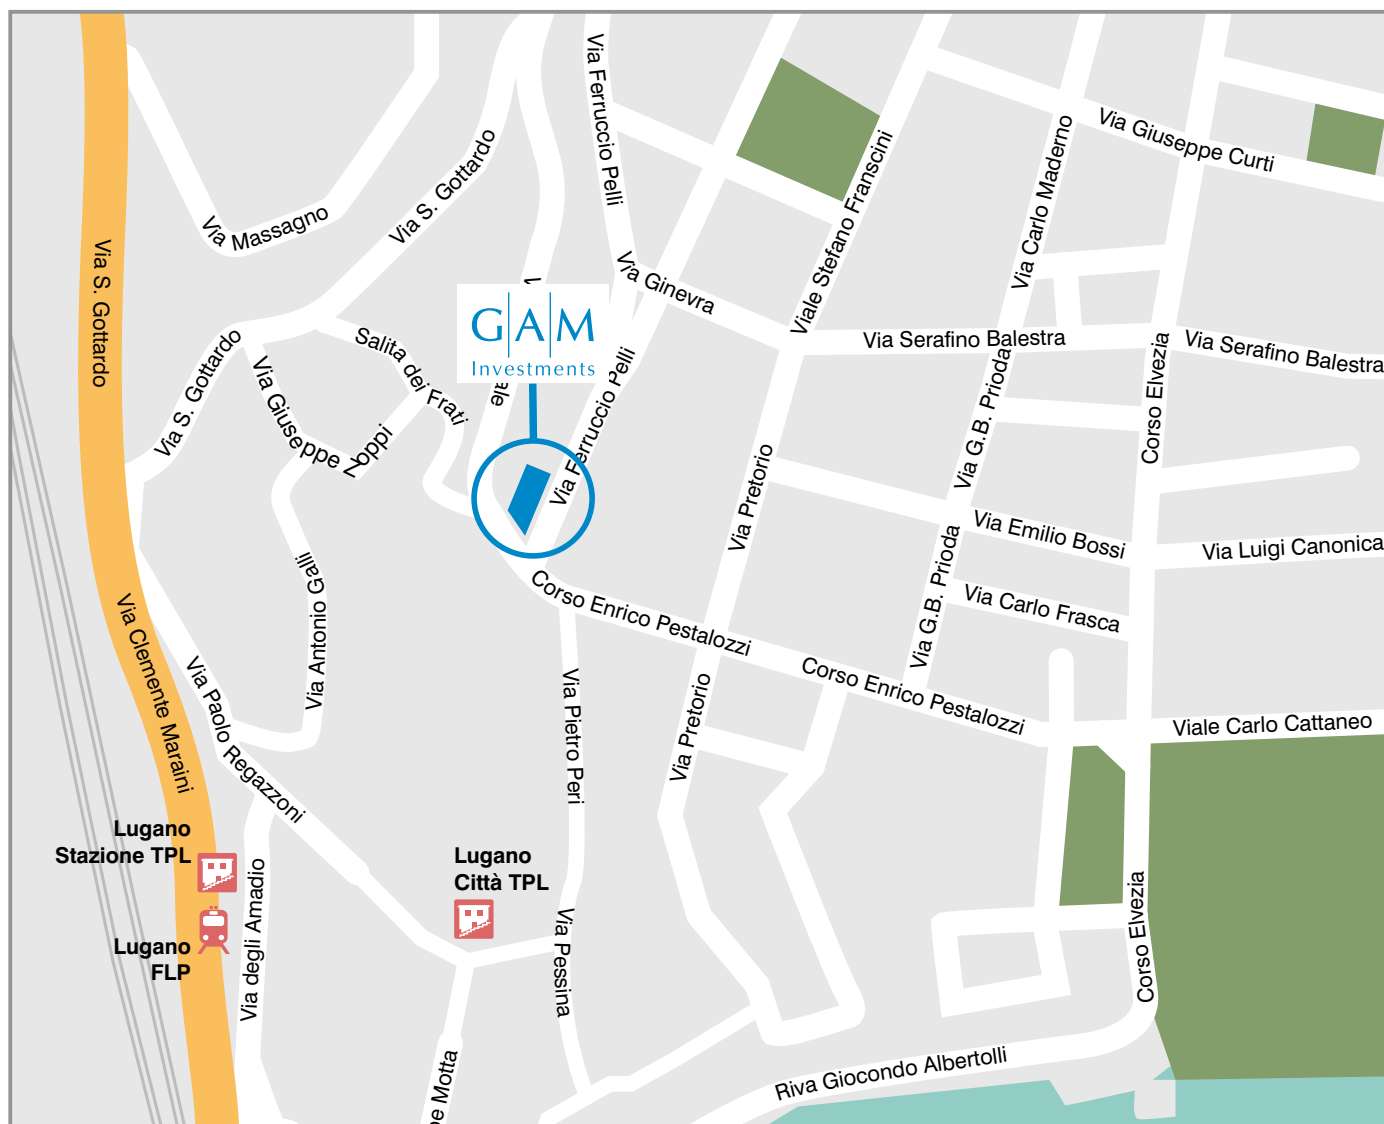 Via Ferruccio Pelli
Via Giuseppe Curti
Via Carlo Maderno
Viale Stefano Franscini
Via S. Gottardo
Via Massagno
Via S. Gottardo
Via Ginevra
G|A|M
Investments
Via Serafino Balestra
Via Serafino Balestra
Via S. Gottardo
Salita dei Frati
Via Giuseppe Zoppi
ale
Via Ferruccio Pelli
Via G.B. Prioda
Corso Elvezia
Via Pretorio
Via Emilio Bossi
Via Luigi Canonica
Via G.B. Prioda
Via Carlo Frasca
Via Antonio Galli
Corso Enrico Pestalozzi
Corso Enrico Pestalozzi
Via Clemente Maraini
Via Paolo Regazzoni
Via Pietro Peri
Via Pretorio
Viale Carlo Cattaneo
Lugano
Stazione TPL
Lugano
Città TPL
Via degli Amadio
Via Pessina
Corso Elvezia
Lugano
FLP
Riva Giocondo Albertolli
pe Motta